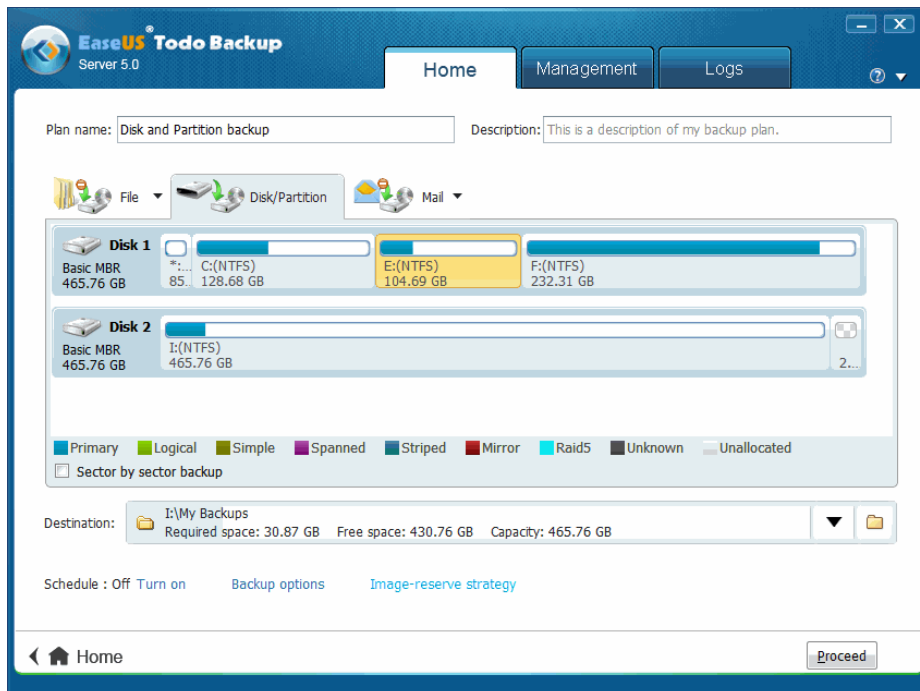 EaseUS® Todo Backup
Server 5.0
Home
Management
Logs
Plan name: Disk and Partition backup
Description: This is a description of my backup plan.
File
Disk/Partition
Mail
Disk 1
Basic MBR
465.76 GB
*:...
85..
C:(NTFS)
128.68 GB
E:(NTFS)
104.69 GB
F:(NTFS)
232.31 GB
Disk 2
Basic MBR
465.76 GB
I:(NTFS)
465.76 GB
2...
Primary Logical Simple Spanned Striped Mirror Raid5 Unknown Unallocated
Sector by sector backup
Destination:
I:\My Backups
Required space: 30.87 GB Free space: 430.76 GB Capacity: 465.76 GB
Schedule : Off Turn on Backup options Image-reserve strategy
Home
Proceed